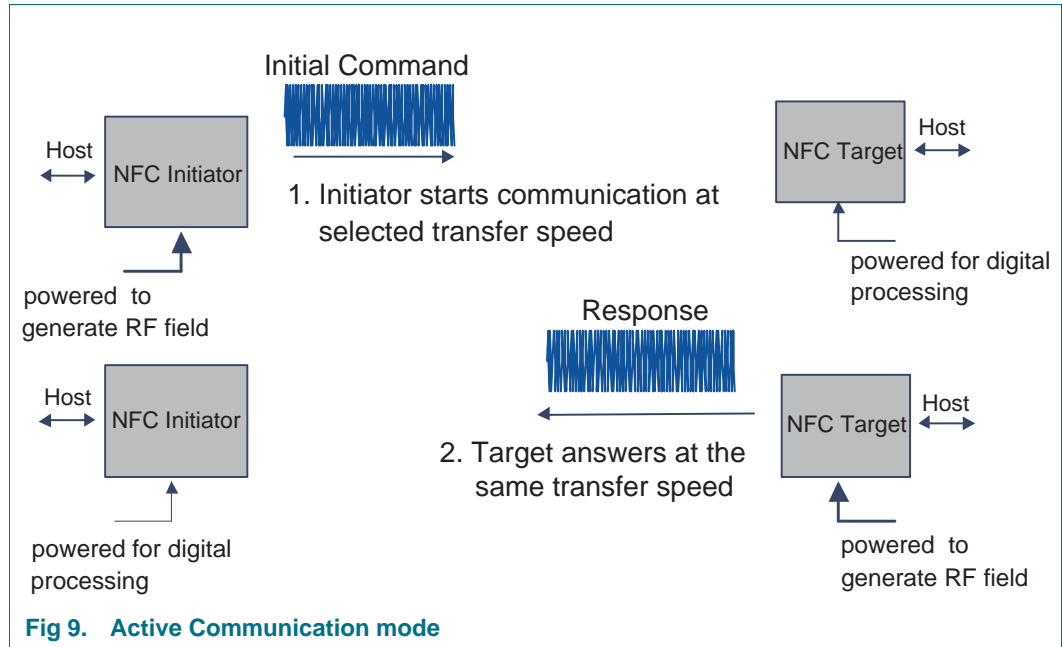 Initial Command
Host
NFC Initiator
NFC Target
Host
1. Initiator starts communication at
selected transfer speed
powered to
generate RF field
powered for digital
processing
Response
Host
NFC Initiator
NFC Target
Host
2. Target answers at the
same transfer speed
powered for digital
processing
powered to
generate RF field
Fig 9. Active Communication mode